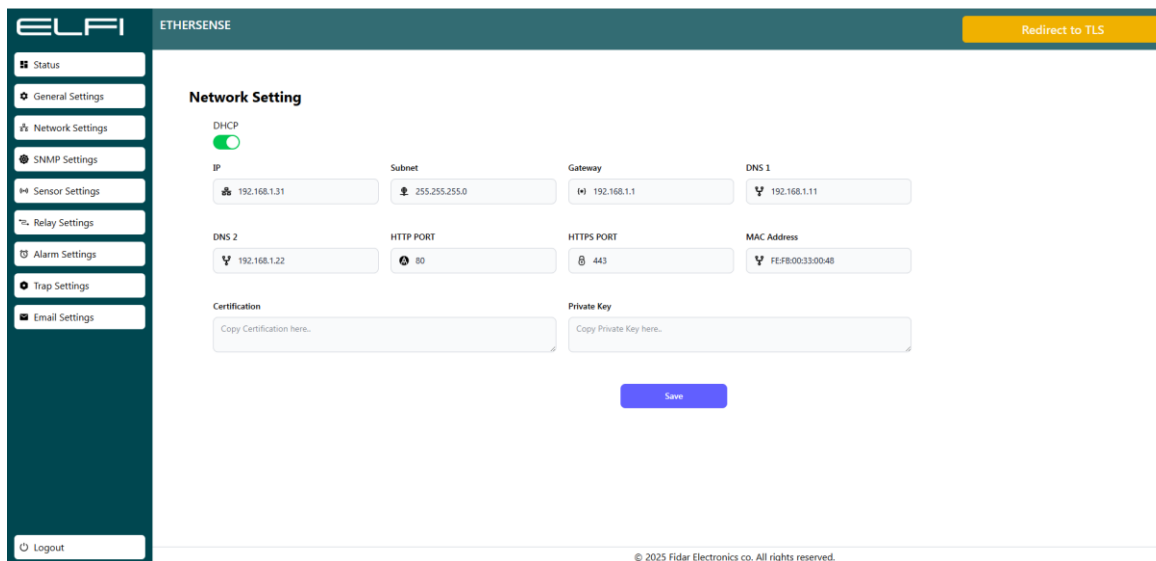 ELFI
ETHERSENSE
Redirect to TLS
Status
General Settings
Network Settings
SNMP Settings
Sensor Settings
Relay Settings
Alarm Settings
Trap Settings
Email Settings
Logout
Network Setting
DHCP
IP Subnet Gateway DNS 1
192.168.1.31 255.255.255.0 192.168.1.1 192.168.1.11
DNS 2 HTTP PORT HTTPS PORT MAC Address
192.168.1.22 80 443 FE:FB:00:33:00:48
Certification Private Key
Copy Certification here.. Copy Private Key here..
Save
© 2025 Fidar Electronics co. All rights reserved.